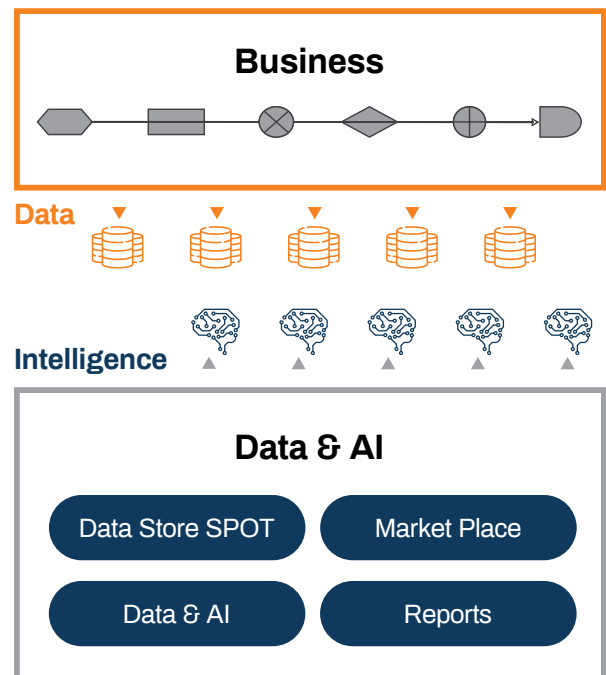 Business
Data
Intelligence
Data & AI
Data Store SPOT
Market Place
Data & AI
Reports